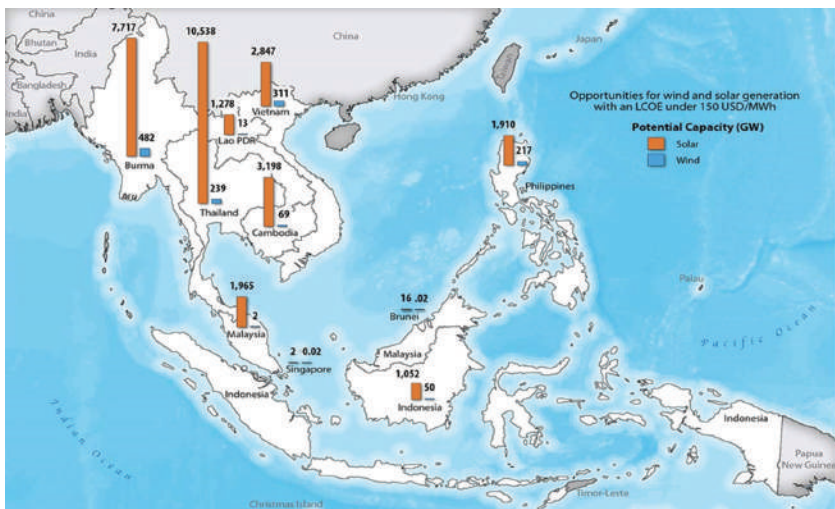 China
7,717
10,538
China
Japan
Bhutan
India
2,847
Taiwan
Bangladesh
311
Hong Kong
Opportunities for wind and solar generation
with an LCOE under 150 USD/MWh
India
1,278
Vietnam
13
1,910
Potential Capacity (GW)
482
Lao PDR
Solar
Burma
3,198
217
Wind
239
Philippines
Thailand
69
Cambodia
Palau
1,965
16 .02
2
Brunei
Pacific Ocean
Malaysia
2 0.02
Malaysia
Singapore
1,052
Indonesia
50
Indonesia
Indonesia
Indian Ocean
Papua
(New Guinea
Timor-Leste
Christmas Island